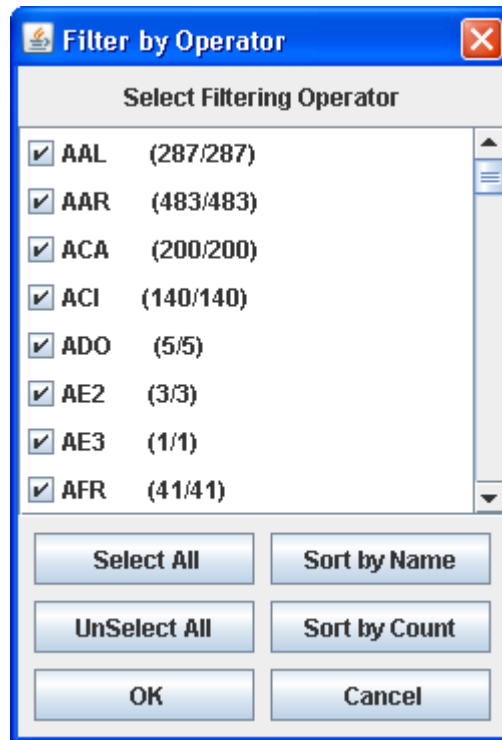 Filter by Operator
Select Filtering Operator
AAL (287/287)
AAR (483/483)
ACA (200/200)
ACI (140/140)
ADO (5/5)
AE2 (3/3)
AE3 (1/1)
AFR (41/41)
Select All Sort by Name
UnSelect All Sort by Count
OK Cancel